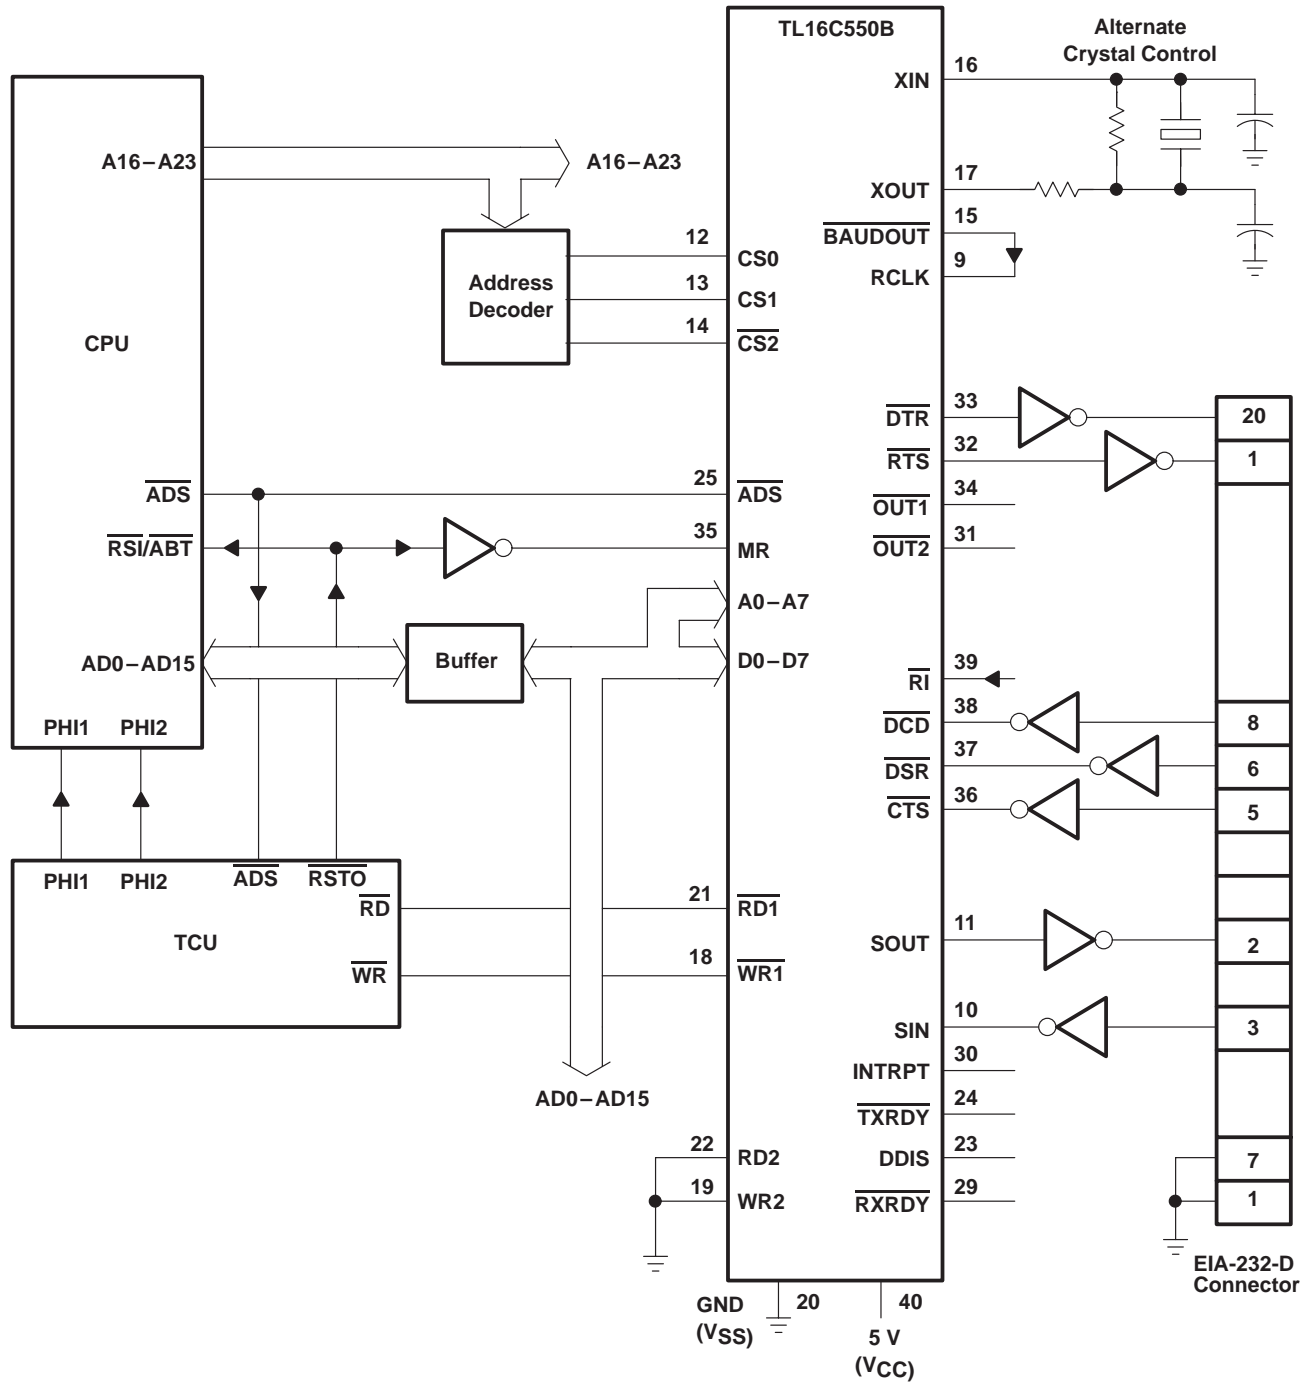 TL16C550B
Alternate
Crystal Control
XIN
16
A16–A23
A16–A23
XOUT
17
BAUDOUT
15
RCLK
9
Address
Decoder
12
CS0
13
CS1
14
CS2
CPU
DTR
33
20
RTS
32
1
OUT1
34
OUT2
31
ADS
25
ADS
RSI/ABT
35
MR
A0–A7
AD0–AD15
Buffer
D0–D7
RI
39
DCD
38
8
DSR
37
6
CTS
36
5
PHI1
PHI2
PHI1
PHI2
ADS
RSTO
RD
TCU
WR
21
RD1
18
WR1
SOUT
11
2
SIN
10
3
INTRPT
30
TXRDY
24
DDIS
23
RXRDY
29
AD0–AD15
22
RD2
19
WR2
7
1
EIA-232-D
Connector
GND
(VSS)
20
40
5 V
(VCC)